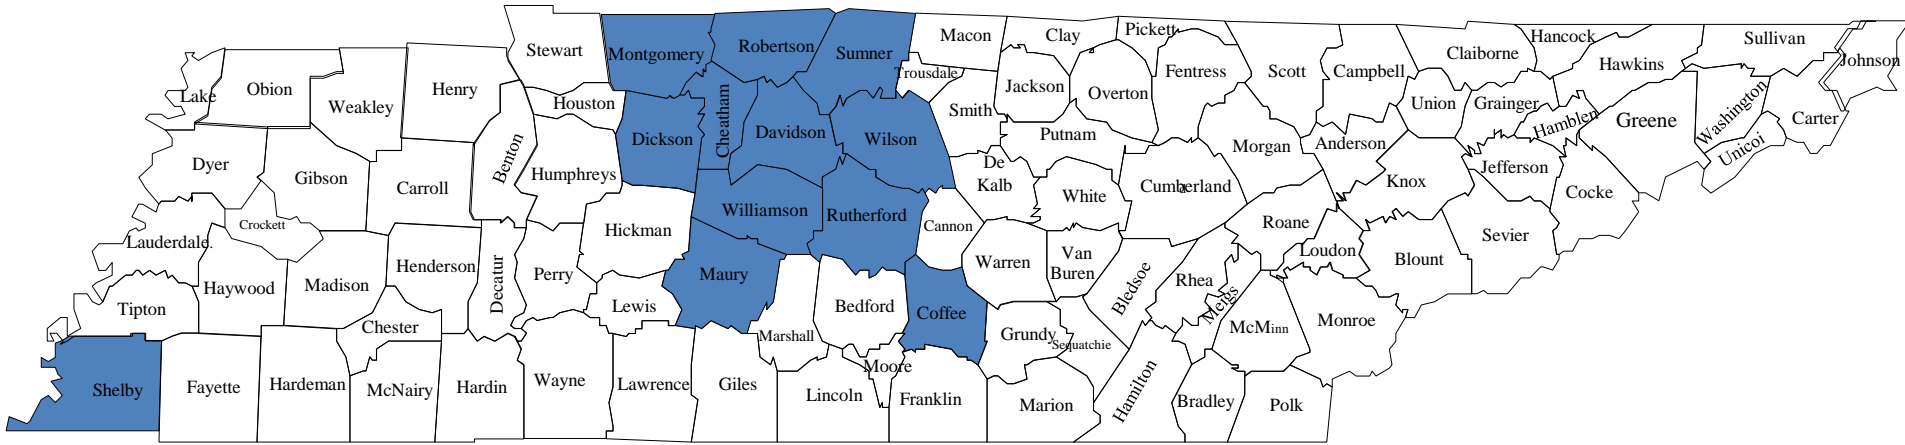 Stewart
Montgomery
Robertson
Sumner
Macon
Clay
Pickett
Claiborne
Hancock
Sullivan
Johnson
Lake
Obion
Weakley
Henry
Houston
Cheatham
Trousdale
Jackson
Overton
Fentress
Scott
Campbell
Union
Grainger
Hawkins
Hamblen
Greene
Washington
Unicoi
Carter
Dyer
Gibson
Carroll
Benton
Humphreys
Dickson
Davidson
Wilson
Smith
Putnam
De
Kalb
White
Cumberland
Morgan
Anderson
Knox
Jefferson
Cocke
Crockett
Lauderdale.
Haywood
Madison
Henderson
Decatur
Perry
Hickman
Williamson
Rutherford
Cannon
Warren
Van
Buren
Bledsoe
Rhea
Meigs
Roane
Loudon
Blount
Sevier
Tipton
Chester
Lewis
Maury
Marshall
Bedford
Coffee
Grundy
Sequatchie
McMinn
Monroe
Shelby
Fayette
Hardeman
McNairy
Hardin
Wayne
Lawrence
Giles
Lincoln
Moore
Franklin
Marion
Hamilton
Bradley
Polk